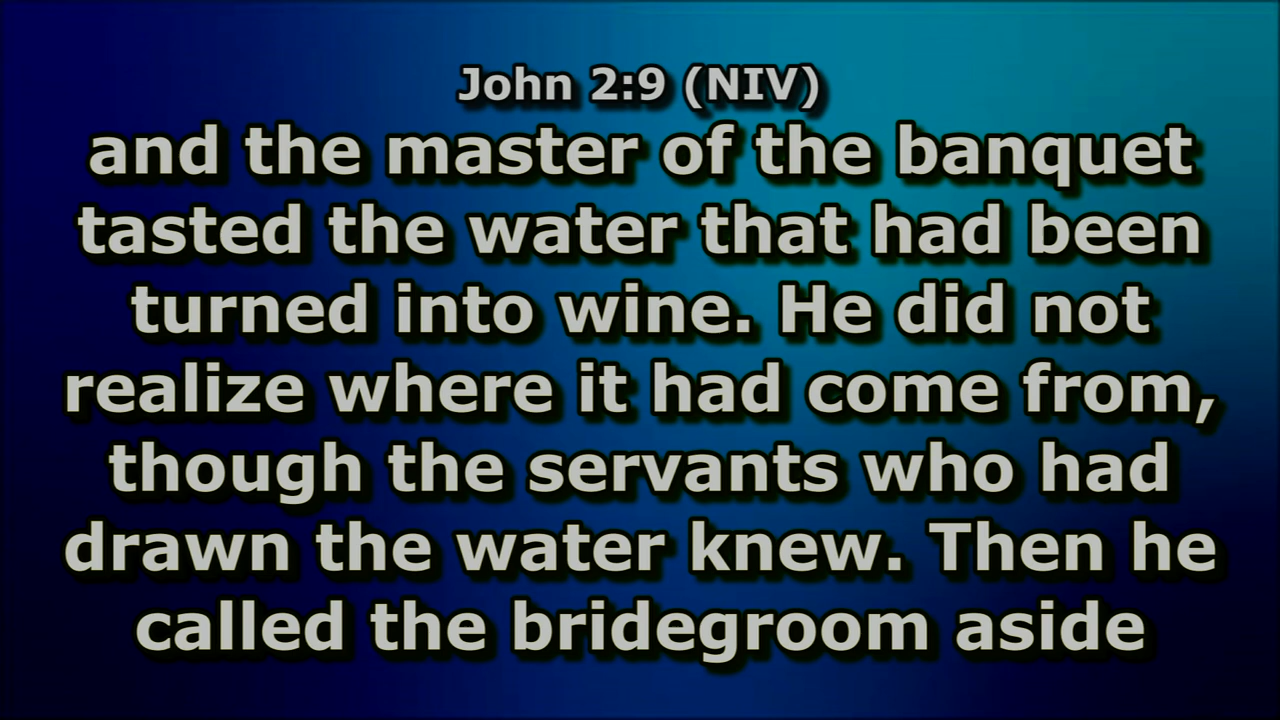 John 2:9 (NIV)
and the master of the banquet
tasted the water that had been
turned into wine. He did not
realize where it had come from,
though the servants who had
drawn the water knew. Then he
called the bridegroom aside